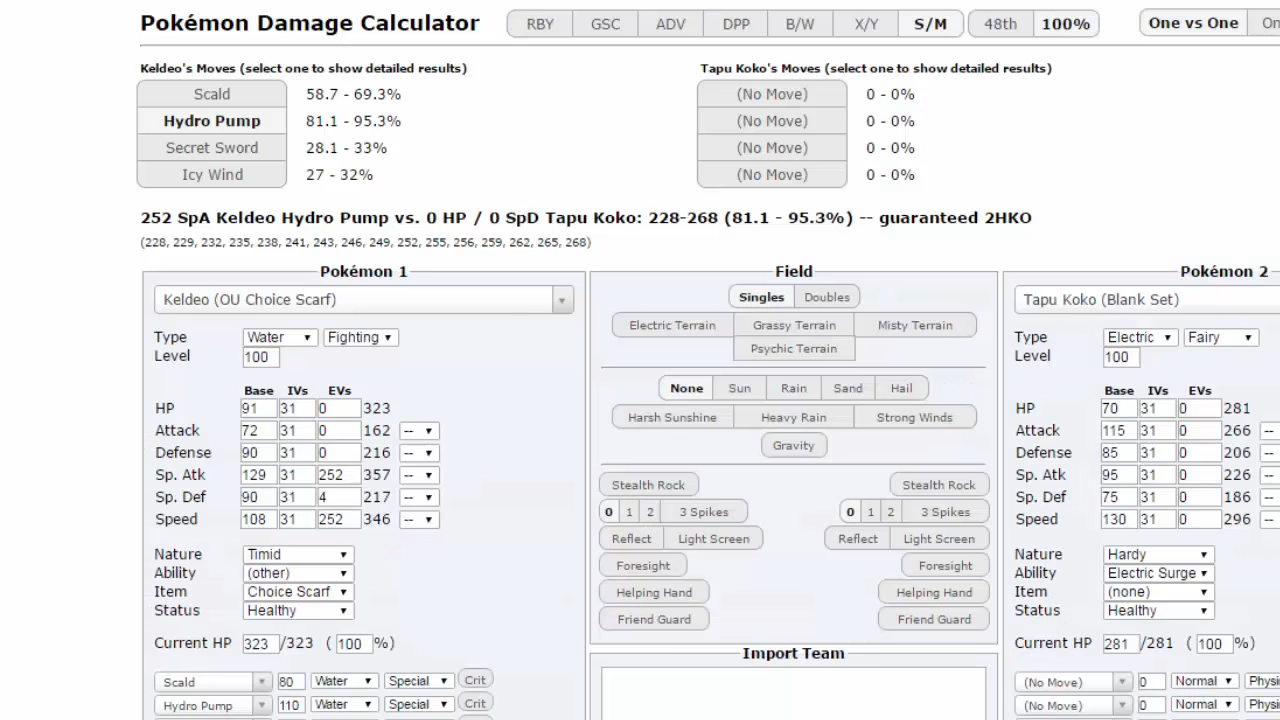 Pokémon Damage Calculator RBY GSC ADV DPP B/W X/Y S/M 48th 100% One vs One On
Keldeo's Moves (select one to show detailed results) Tapu Koko's Moves (select one to show detailed results)
Scald 58.7 - 69.3% (No Move) 0 - 0%
Hydro Pump 81.1 - 95.3% (No Move) 0 - 0%
Secret Sword 28.1 - 33% (No Move) 0 - 0%
Icy Wind 27 - 32% (No Move) 0 - 0%
252 SpA Keldeo Hydro Pump vs. 0 HP / 0 SpD Tapu Koko: 228-268 (81.1 - 95.3%) -- guaranteed 2HKO
(228, 229, 232, 235, 238, 241, 243, 246, 249, 252, 255, 256, 259, 262, 265, 268)
Pokémon 1
Keldeo (OU Choice Scarf)
Type Water Fighting
Level 100
Base IVs EVs
HP 91 31 0 323
Attack 72 31 0 162 --
Defense 90 31 0 216 --
Sp. Atk 129 31 252 357 --
Sp. Def 90 31 4 217 --
Speed 108 31 252 346 --
Nature Timid
Ability (other)
Item Choice Scarf
Status Healthy
Current HP 323/323 ( 100 %)
Scald 80 Water Special Crit
Hydro Pump 110 Water Special Crit
Field
Singles Doubles
Electric Terrain Grassy Terrain Misty Terrain
Psychic Terrain
None Sun Rain Sand Hail
Harsh Sunshine Heavy Rain Strong Winds
Gravity
Stealth Rock Stealth Rock
0 1 2 3 Spikes 0 1 2 3 Spikes
Reflect Light Screen Reflect Light Screen
Foresight Foresight
Helping Hand Helping Hand
Friend Guard Friend Guard
Import Team
Pokémon 2
Tapu Koko (Blank Set)
Type Electric Fairy
Level 100
Base IVs EVs
HP 70 31 0 281
Attack 115 31 0 266 --
Defense 85 31 0 206 --
Sp. Atk 95 31 0 226 --
Sp. Def 75 31 0 186 --
Speed 130 31 0 296 --
Nature Hardy
Ability Electric Surge
Item (none)
Status Healthy
Current HP 281/281 ( 100 %)
(No Move) 0 Normal Physi
(No Move) 0 Normal Physi